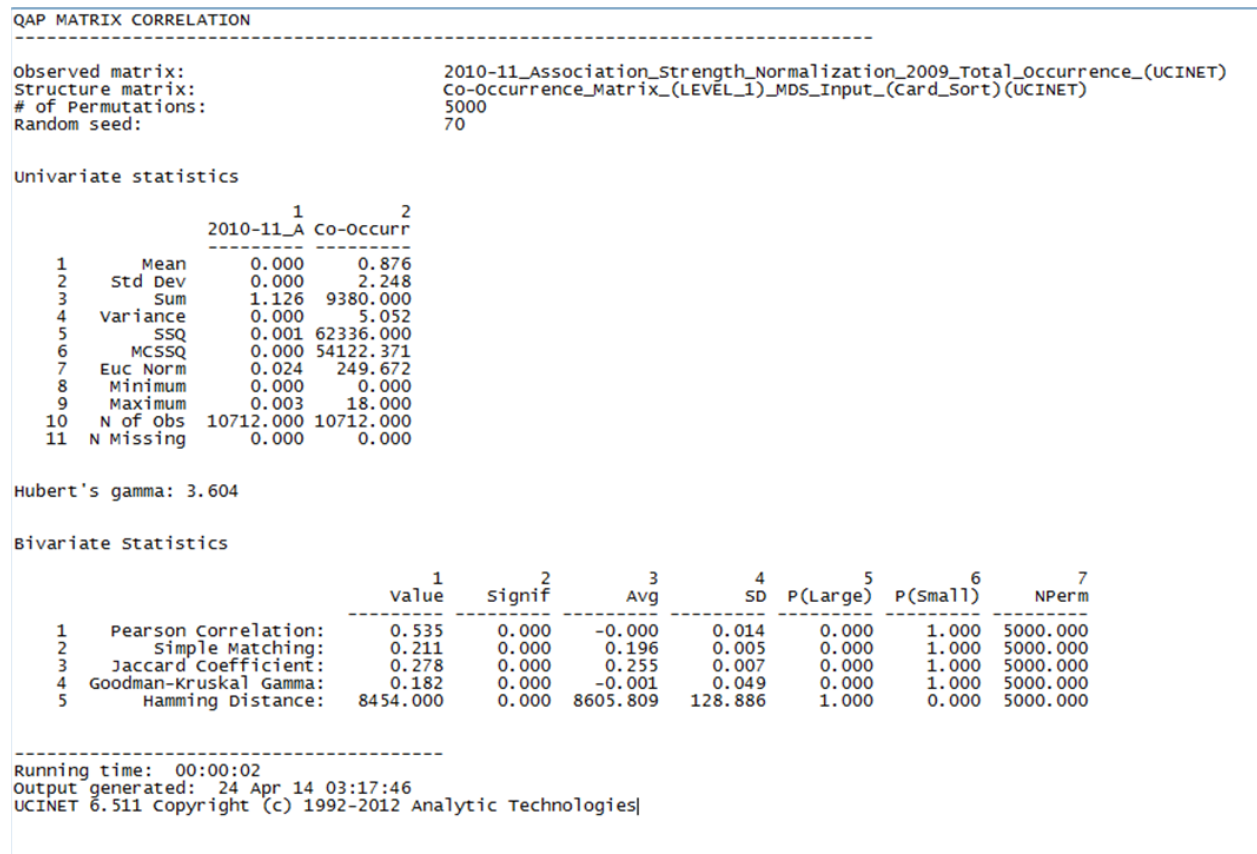 QAP MATRIX CORRELATION
--------------------------------------------------------------------------------
Observed matrix: 2010-11_Association_Strength_Normalization_2009_Total_Occurrence_(UCINET)
Structure matrix: Co-Occurrence_Matrix_(LEVEL_1)_MDS_Input_(Card_Sort)(UCINET)
# of Permutations: 5000
Random seed: 70
Univariate statistics
1 2
2010-11_A Co-Occurr
--------- ---------
1 Mean 0.000 0.876
2 Std Dev 0.000 2.248
3 Sum 1.126 9380.000
4 Variance 0.000 5.052
5 SSQ 0.001 62336.000
6 MCSSQ 0.000 54122.371
7 Euc Norm 0.024 249.672
8 Minimum 0.000 0.000
9 Maximum 0.003 18.000
10 N of Obs 10712.000 10712.000
11 N Missing 0.000 0.000
Hubert's gamma: 3.604
Bivariate Statistics
1 2 3 4 5 6 7
Value Signif Avg SD P(Large) P(Small) NPerm
--------- --------- --------- --------- --------- --------- ---------
1 Pearson Correlation: 0.535 0.000 -0.000 0.014 0.000 1.000 5000.000
2 Simple Matching: 0.211 0.000 0.196 0.005 0.000 1.000 5000.000
3 Jaccard Coefficient: 0.278 0.000 0.255 0.007 0.000 1.000 5000.000
4 Goodman-Kruskal Gamma: 0.182 0.000 -0.001 0.049 0.000 1.000 5000.000
5 Hamming Distance: 8454.000 0.000 8605.809 128.886 1.000 0.000 5000.000
----------------------------------------
Running time: 00:00:02
Output generated: 24 Apr 14 03:17:46
UCINET 6.511 Copyright (c) 1992-2012 Analytic Technologies